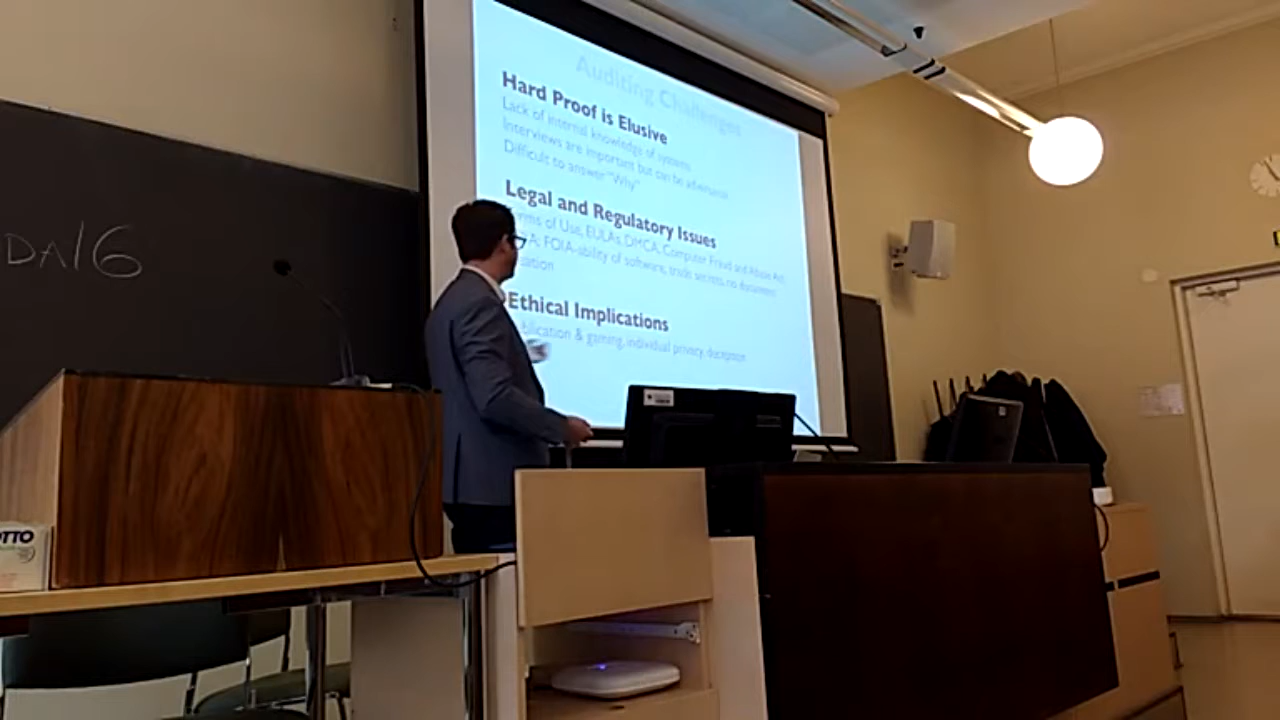 Auditing Challenges
Hard Proof is Elusive
Lack of internal knowledge of systems
Interviews are important but can be adversarial
Difficult to answer "Why"
Legal and Regulatory Issues
of Use, EULAs, DMCA, Computer Fraud and Abuse Act
FOIA-ability of software, trade secrets, no document
Ethical Implications
& gaming, individual privacy, deception
DA16
OTTO